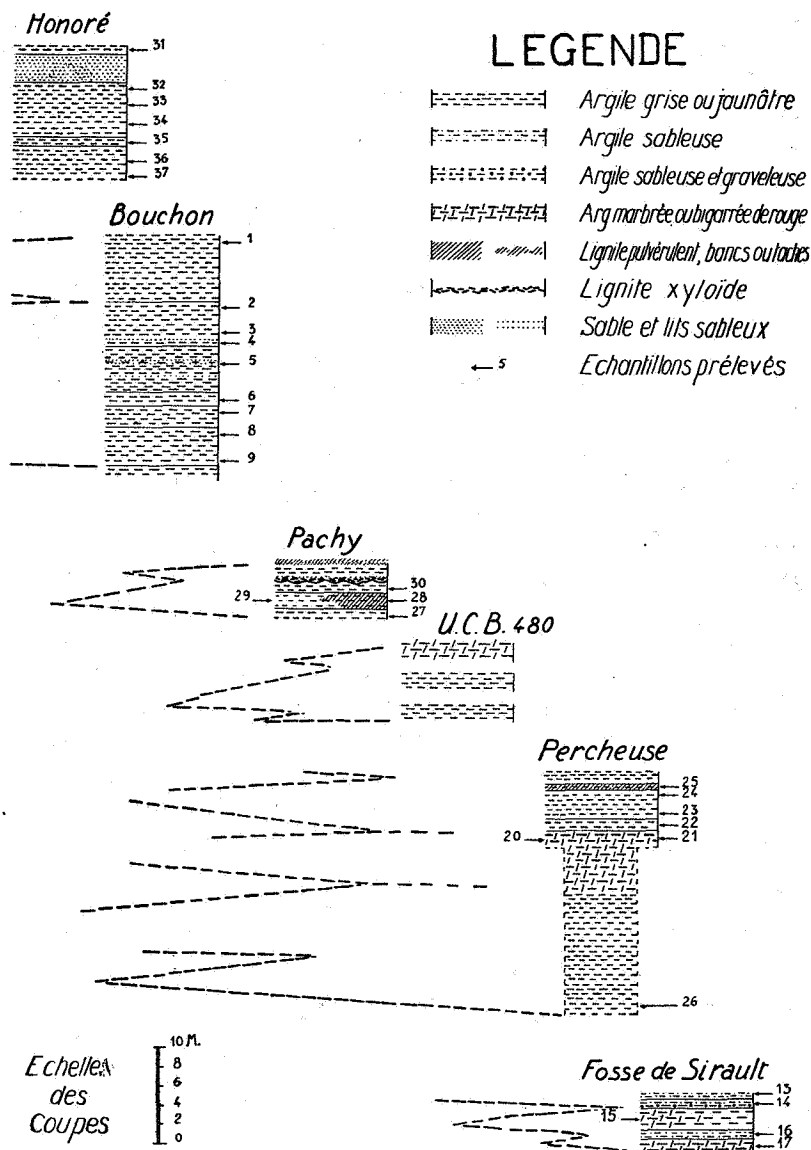 Honoré
31
32
33
34
35
36
37
LEGENDE
Argile grise ou jaunâtre
Argile sableuse
Argile sableuse et graveleuse
Arg marbrée ou bigarrée de rouge
Lignite pulvérulent, bancs ou taches
Lignite xyloïde
Sable et lits sableux
5 Echantillons prélevés
Bouchon
1
2
3
4
5
6
7
8
9
Pachy
30
29
28
27
U.C.B. 480
Percheuse
25
24
23
22
20
21
26
Echelle
des
Coupes
10 M.
8
6
4
2
0
Fosse de Sirault
13
14
15
16
17